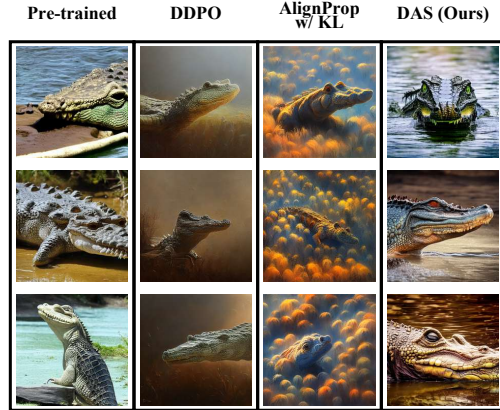 Pre-trained
DDPO
AlignProp
w/ KL
DAS (Ours)